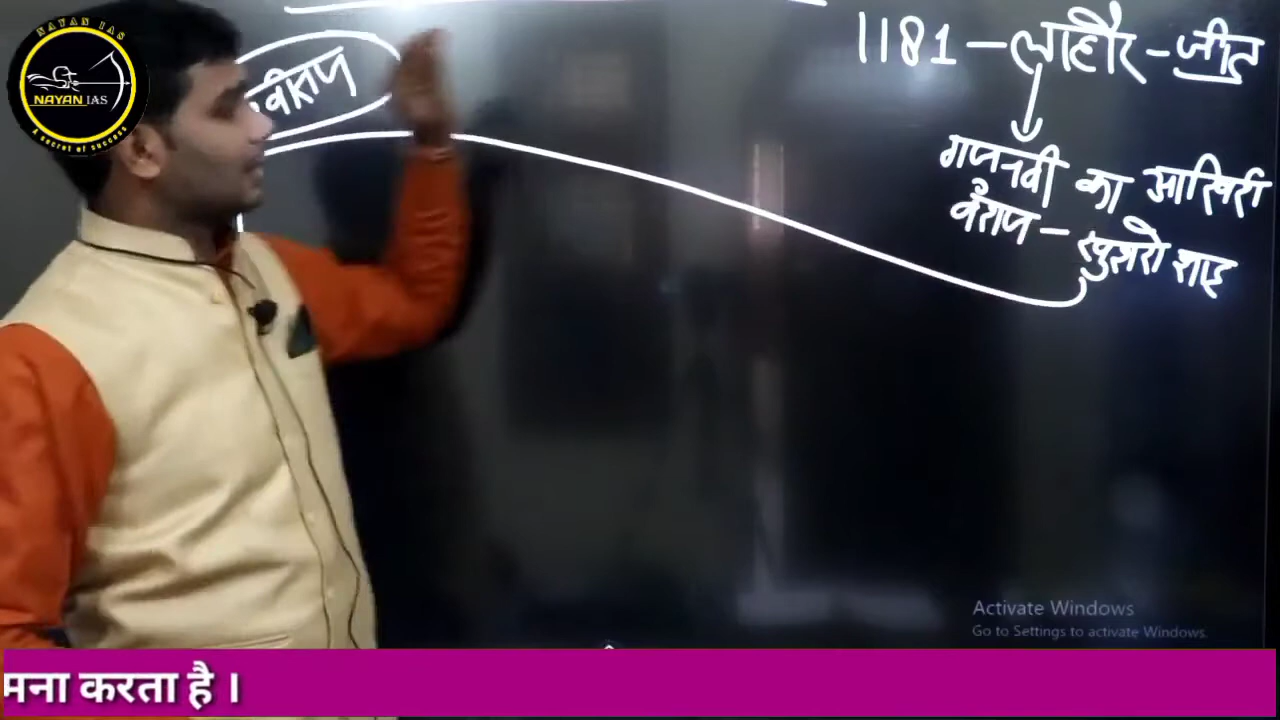 NAYAN IAS
NAYAN IAS
A secret of success
1181 - लाहौर - जीत
वीराज
गजनवी का आखिरी
वैराज - खुसरो शाह
Activate Windows
Go to Settings to activate Windows.
मना करता है ।